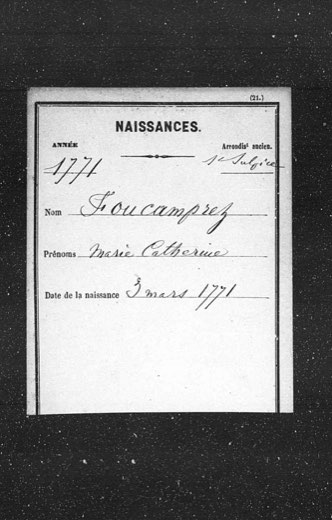 (21.)
NAISSANCES.
ANNÉE Arrondist ancien.
1771 St Sulpice
Nom Foucamprez
Prénoms Marie Catherine
Date de la naissance 3 mars 1771